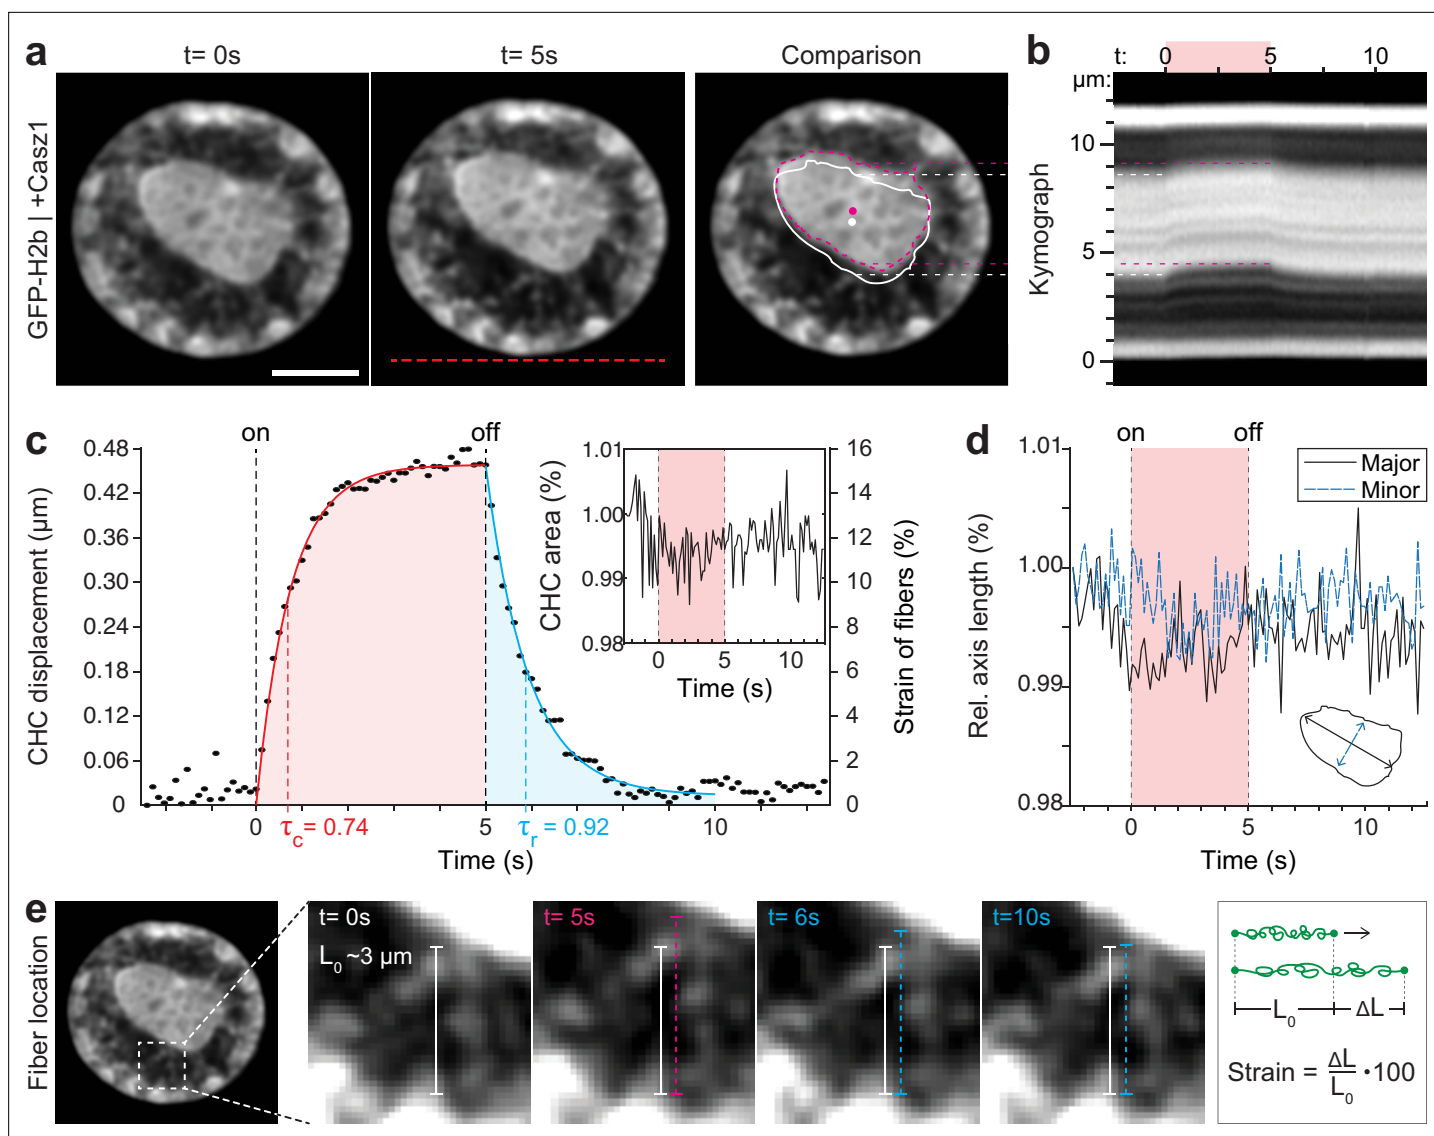 a
t= 0s
t= 5s
Comparison
GFP-H2b | +Casz1
b
t: 0 5 10
µm:
10
5
0
Kymograph
c
on
off
0.48
0.42
0.36
0.30
0.24
0.18
0.12
0.06
0
CHC displacement (µm)
16
14
12
10
8
6
4
2
0
Strain of fibers (%)
0 5 10
τc= 0.74
τr= 0.92
Time (s)
1.01
1.00
0.99
0.98
CHC area (%)
0 5 10
Time (s)
d
on
off
Major
Minor
1.01
1.00
0.99
0.98
Rel. axis length (%)
0 5 10
Time (s)
e
Fiber location
t= 0s
L0 ~3 µm
t= 5s
t= 6s
t=10s
L0 ΔL
Strain = ΔL/L0 •100